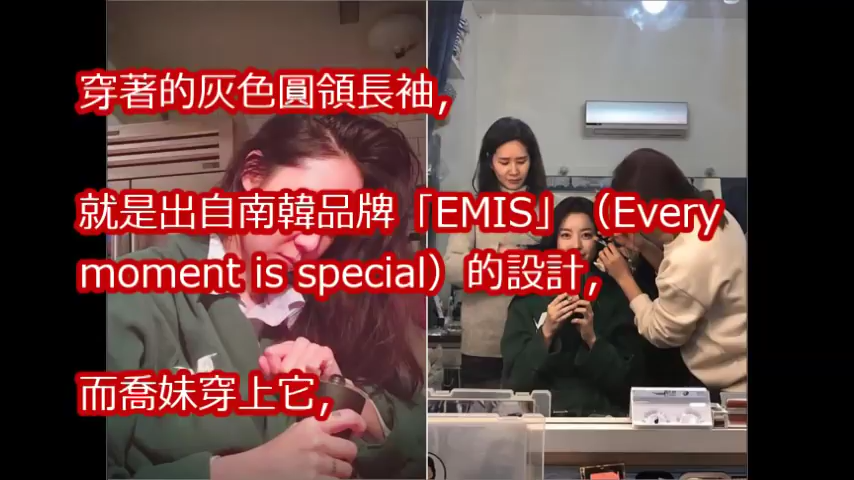 穿著的灰色圓領長袖，
就是出自南韓品牌「EMIS」（Every
moment is special）的設計，
而喬妹穿上它，